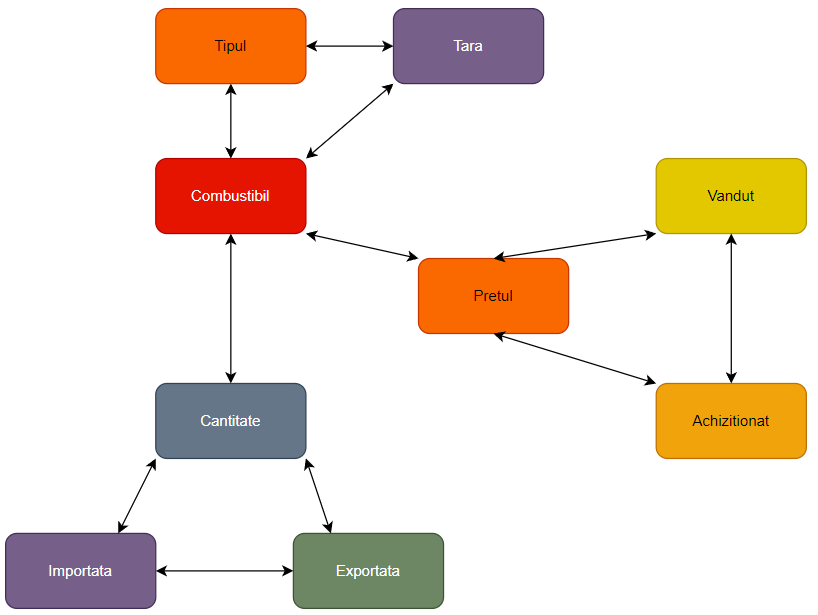 Tipul
Tara
Combustibil
Vandut
Pretul
Cantitate
Achizitionat
Importata
Exportata